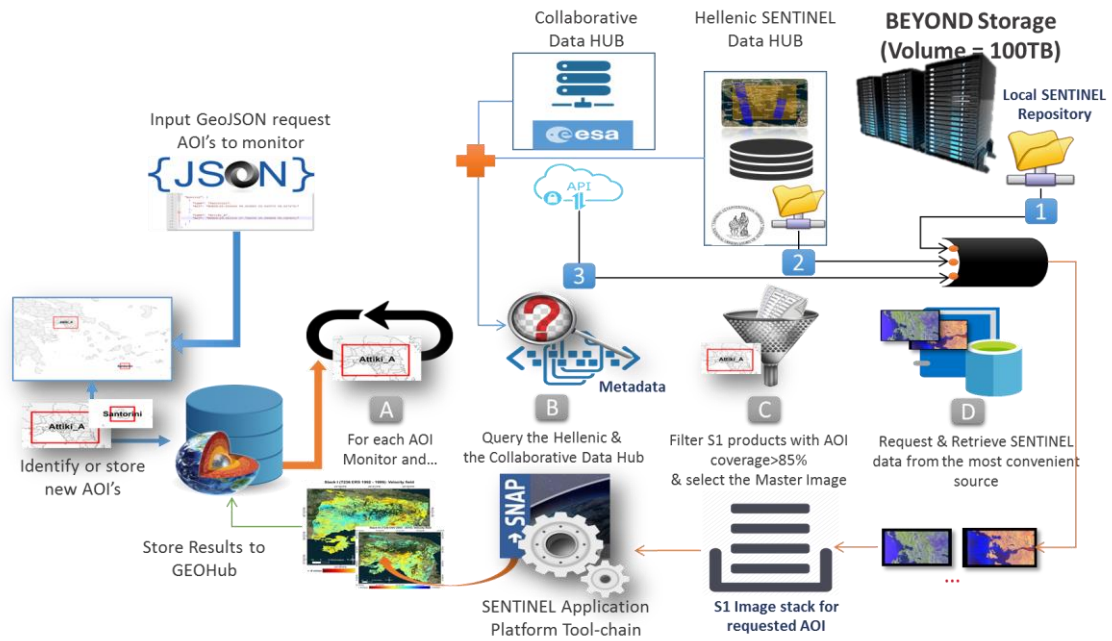 Collaborative
Data HUB
Hellenic SENTINEL
Data HUB
BEYOND Storage
(Volume = 100TB)
Local SENTINEL
Repository
Input GeoJSON request
AOI's to monitor
{JSON}
esa
API
1
2
3
Attiki_A
Santorini
Attiki_A
Identify or store
new AOI's
Attiki_A
A
For each AOI
Monitor and...
Metadata
B
Query the Hellenic &
the Collaborative Data Hub
Attiki_A
C
Filter S1 products with AOI
coverage>85%
& select the Master Image
D
Request & Retrieve SENTINEL
data from the most convenient
source
Store Results to
GEOHub
SNAP
SENTINEL Application
Platform Tool-chain
S1 Image stack for
requested AOI
...